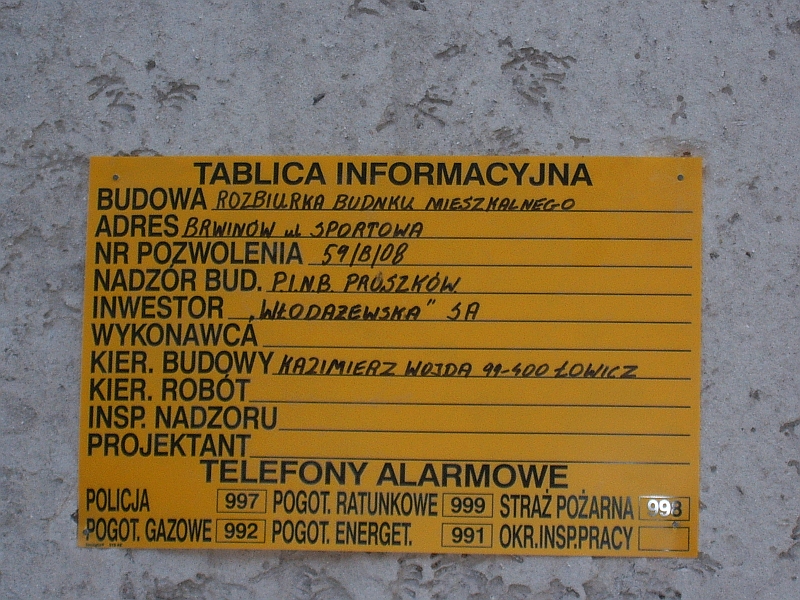 TABLICA INFORMACYJNA
BUDOWA ROZBIURKA BUDNKU MIESZKALNEGO
ADRES BRWINÓW ul SPORTOWA
NR POZWOLENIA 59/B/08
NADZÓR BUD. P.I.N.B. PRUSZKÓW
INWESTOR „WŁODAŻEWSKA" SA
WYKONAWCA
KIER. BUDOWY KAZIMIERZ WOJDA 99-400 ŁOWICZ
KIER. ROBÓT
INSP. NADZORU
PROJEKTANT
TELEFONY ALARMOWE
POLICJA 997 POGOT. RATUNKOWE 999 STRAŻ POŻARNA 998
POGOT. GAZOWE 992 POGOT. ENERGET. 991 OKR.INSP.PRACY